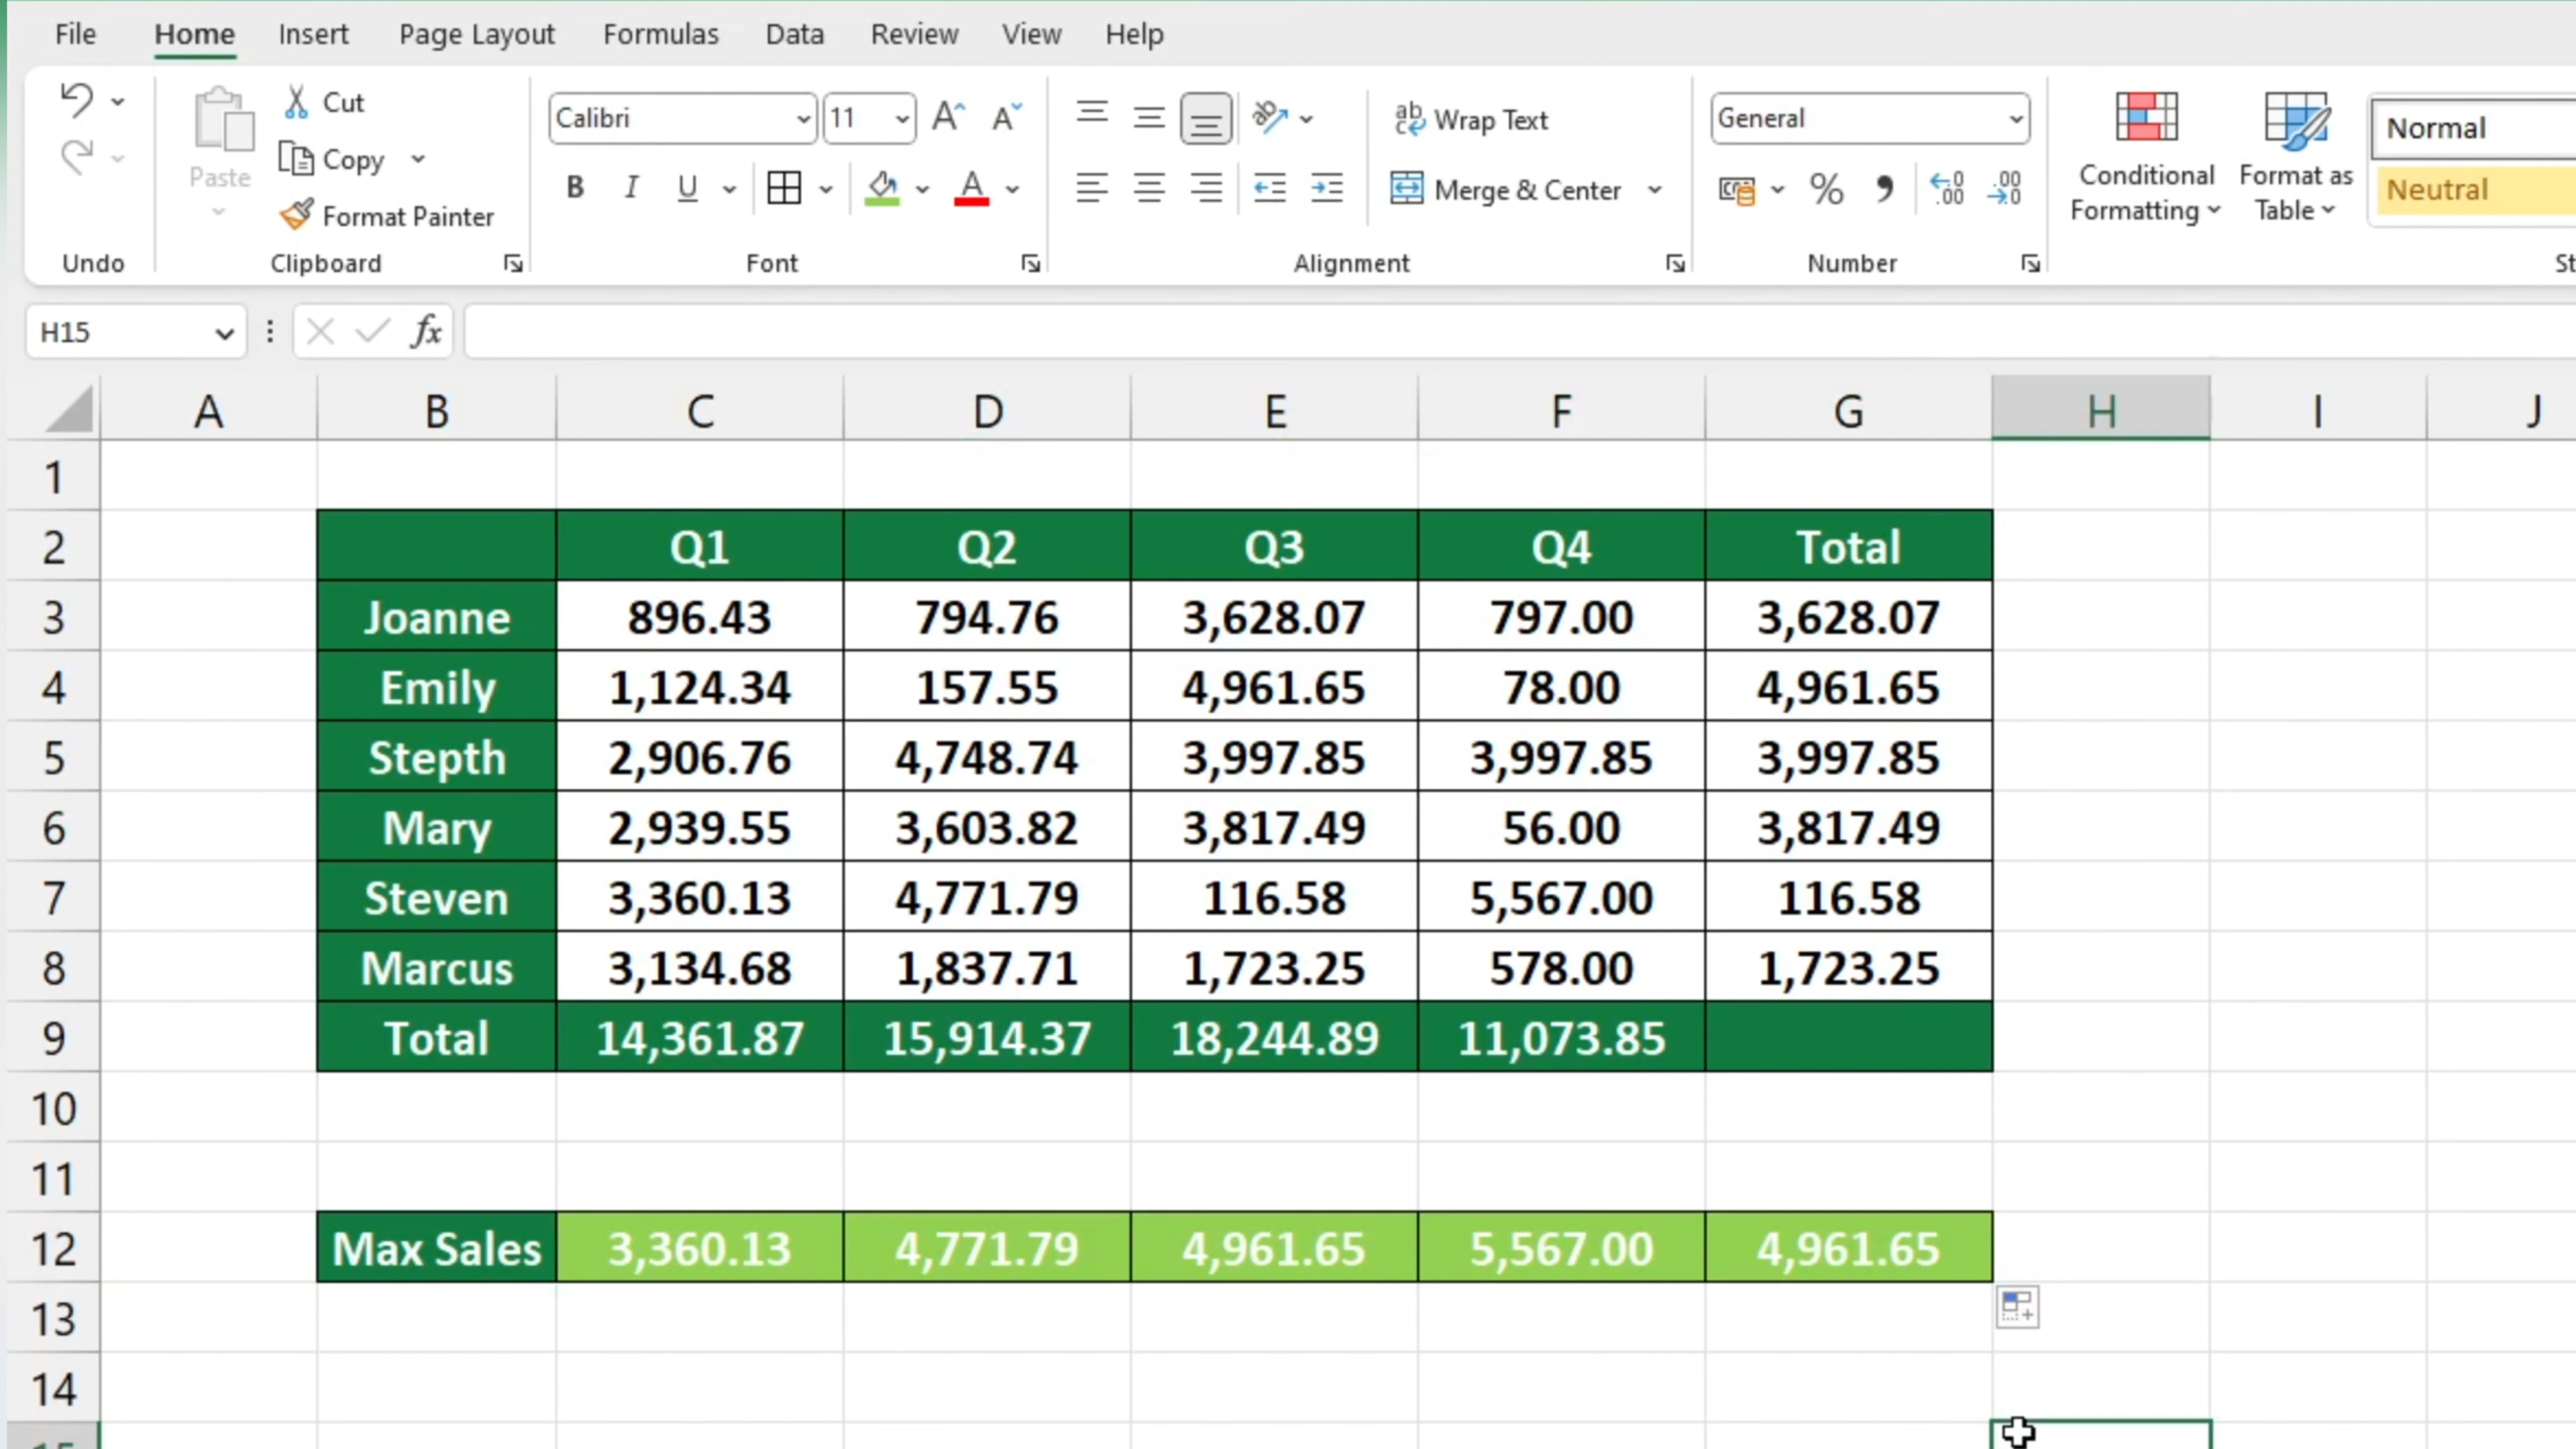 File Home Insert Page Layout Formulas Data Review View Help
Cut
Copy
Format Painter
Paste
Undo Clipboard
Calibri 11 A A
B I U A
Font
ab Wrap Text
Merge & Center
Alignment
General
% , .00 .00
Number
Conditional Formatting
Format as Table
Normal
Neutral
H15 fx
A B C D E F G H I J
1
2 Q1 Q2 Q3 Q4 Total
3 Joanne 896.43 794.76 3,628.07 797.00 3,628.07
4 Emily 1,124.34 157.55 4,961.65 78.00 4,961.65
5 Stepth 2,906.76 4,748.74 3,997.85 3,997.85 3,997.85
6 Mary 2,939.55 3,603.82 3,817.49 56.00 3,817.49
7 Steven 3,360.13 4,771.79 116.58 5,567.00 116.58
8 Marcus 3,134.68 1,837.71 1,723.25 578.00 1,723.25
9 Total 14,361.87 15,914.37 18,244.89 11,073.85
10
11
12 Max Sales 3,360.13 4,771.79 4,961.65 5,567.00 4,961.65
13
14